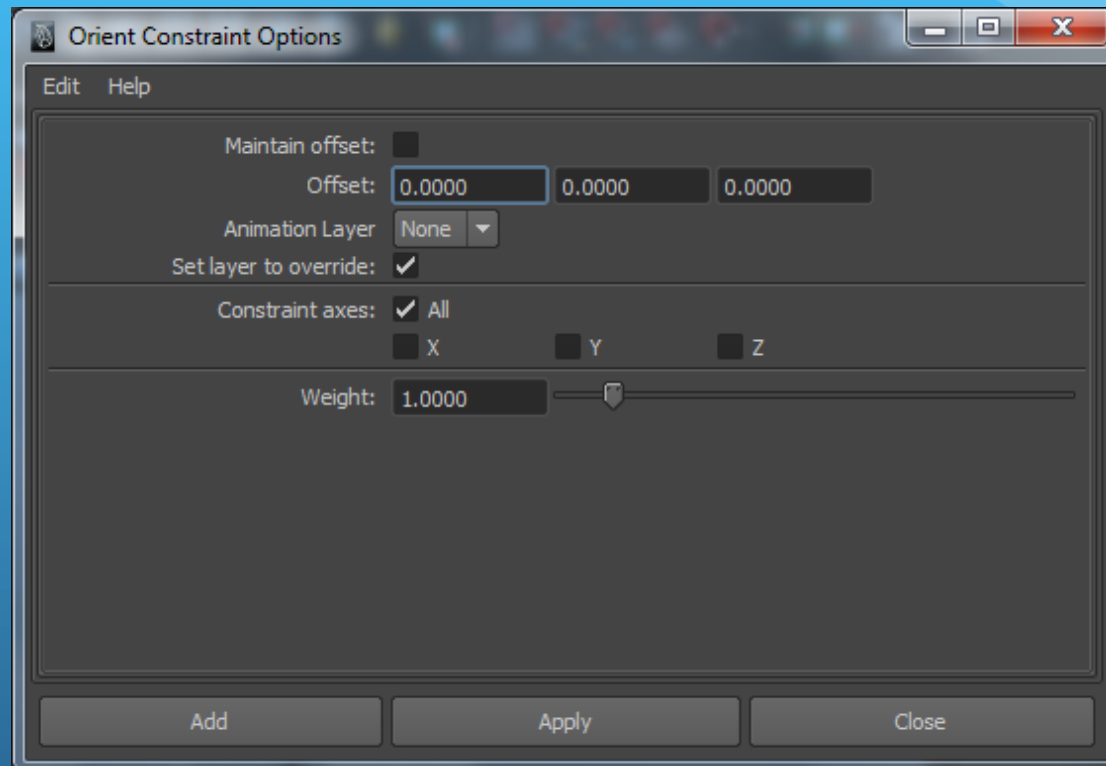 Orient Constraint Options
Edit Help
Maintain offset:
Offset: 0.0000 0.0000 0.0000
Animation Layer None
Set layer to override:
Constraint axes: All
X Y Z
Weight: 1.0000
Add Apply Close